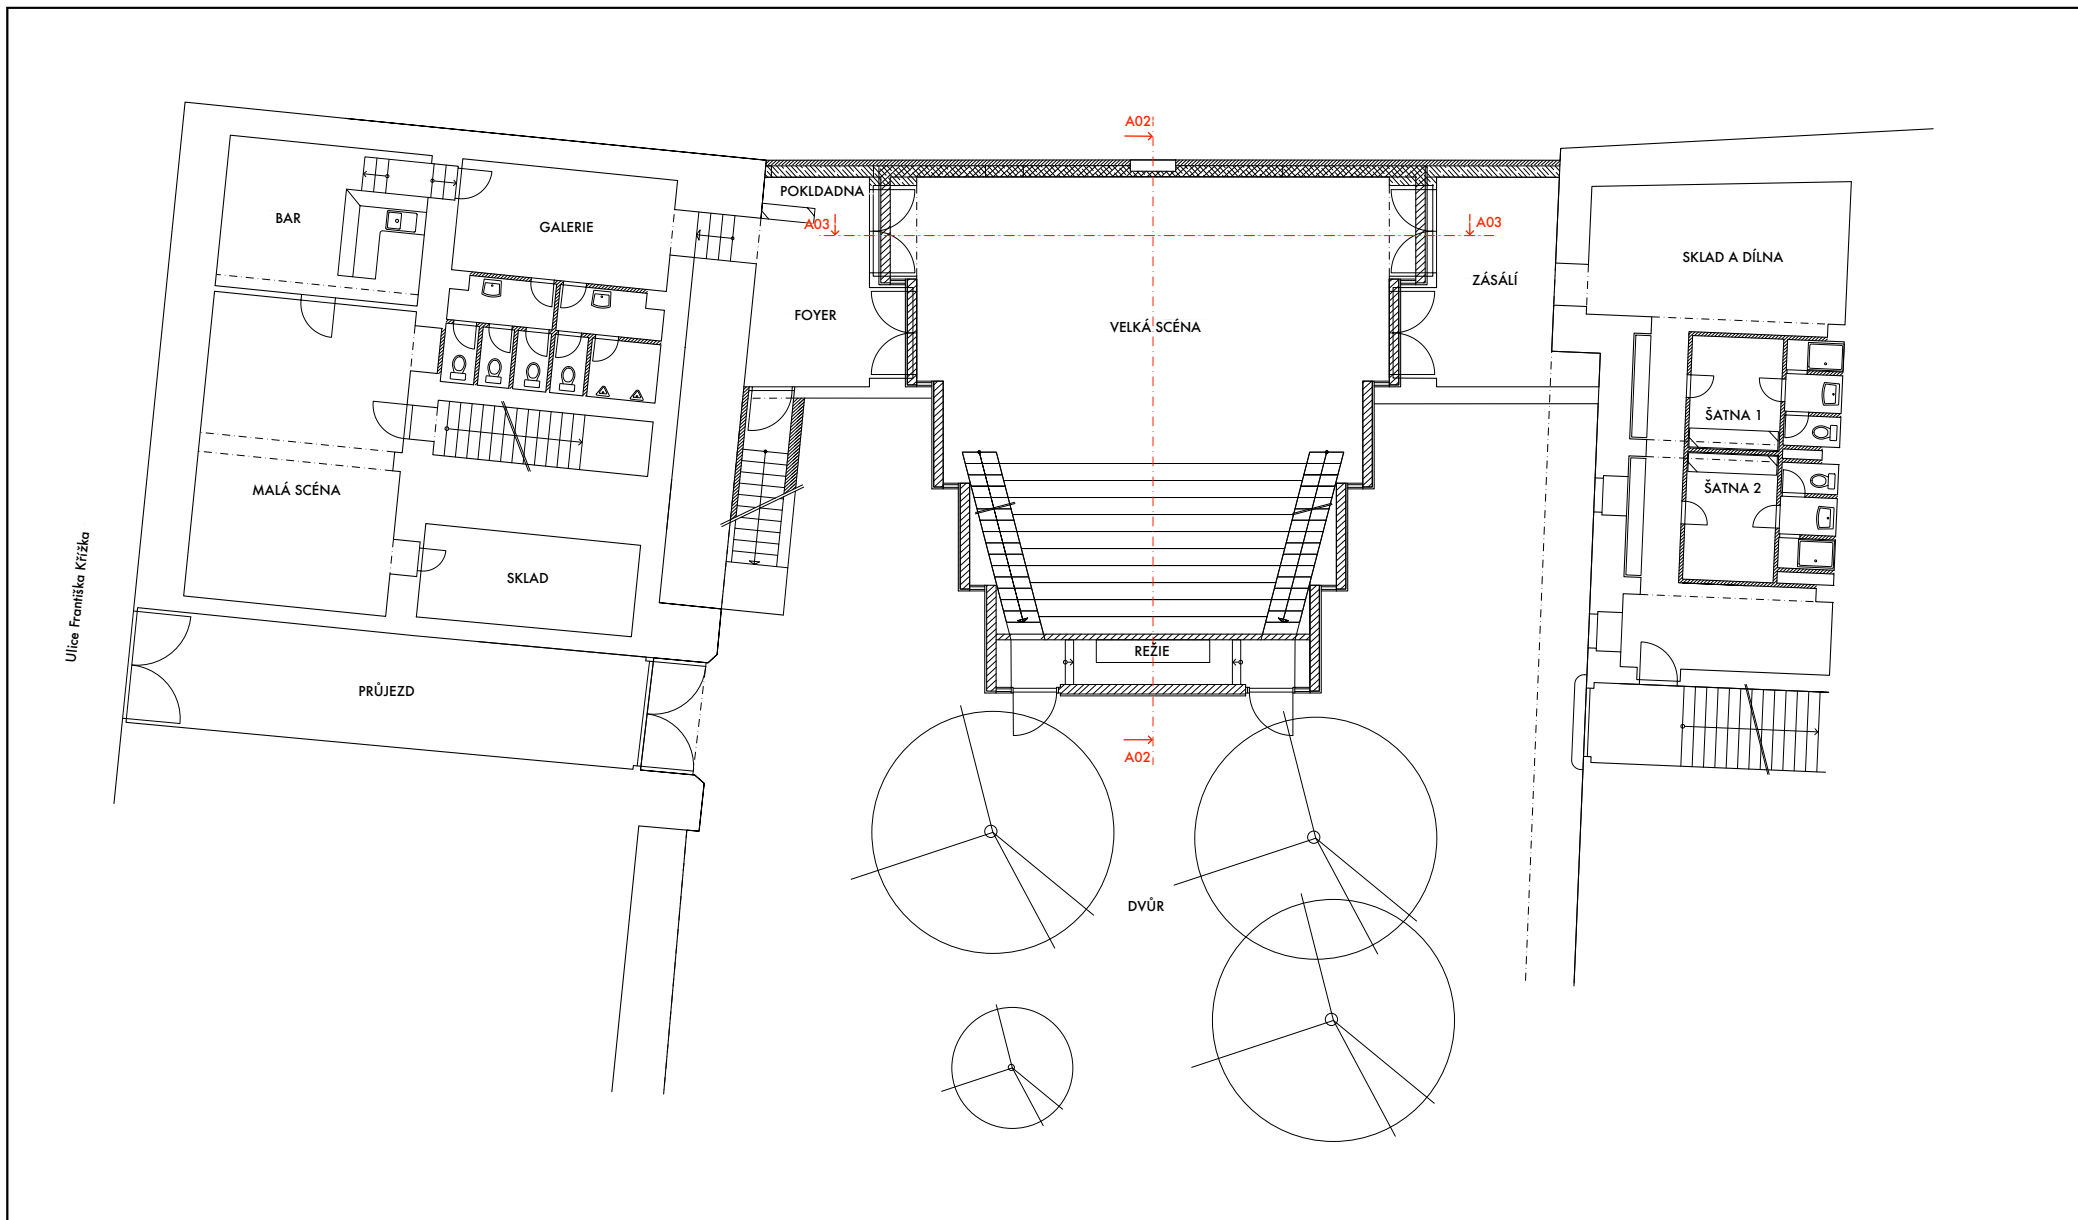 A02
POKLDADNA
BAR
GALERIE
A03
A03
SKLAD A DÍLNA
ZÁSÁLÍ
FOYER
VELKÁ SCÉNA
ŠATNA 1
MALÁ SCÉNA
ŠATNA 2
Ulice Františka Křížka
SKLAD
REŽIE
PRŮJEZD
A02
DVŮR